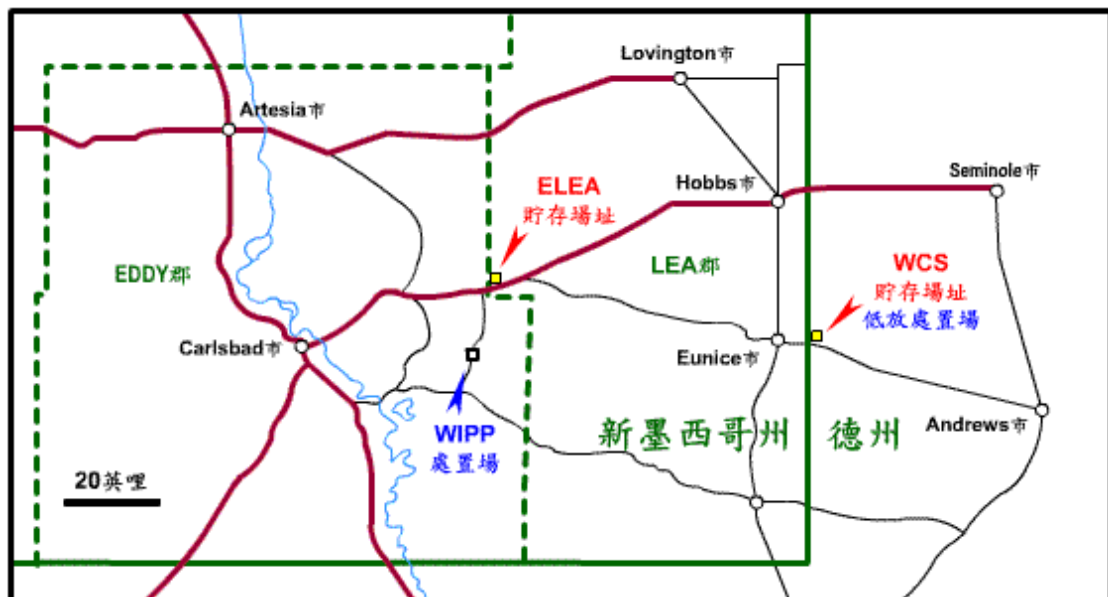 Lovington市
Artesia市
Seminole市
Hobbs市
ELEA
貯存場址
EDDY郡
LEA郡
WCS
貯存場址
低放處置場
Carlsbad市
Eunice市
Andrews市
WIPP
處置場
新墨西哥州
德州
20英哩